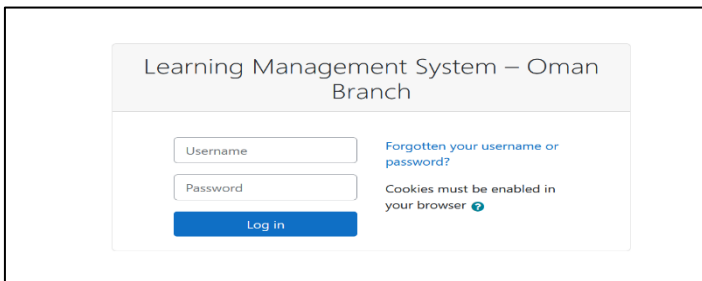 Learning Management System – Oman
Branch
Username
Forgotten your username or
password?
Password
Cookies must be enabled in
your browser
Log in